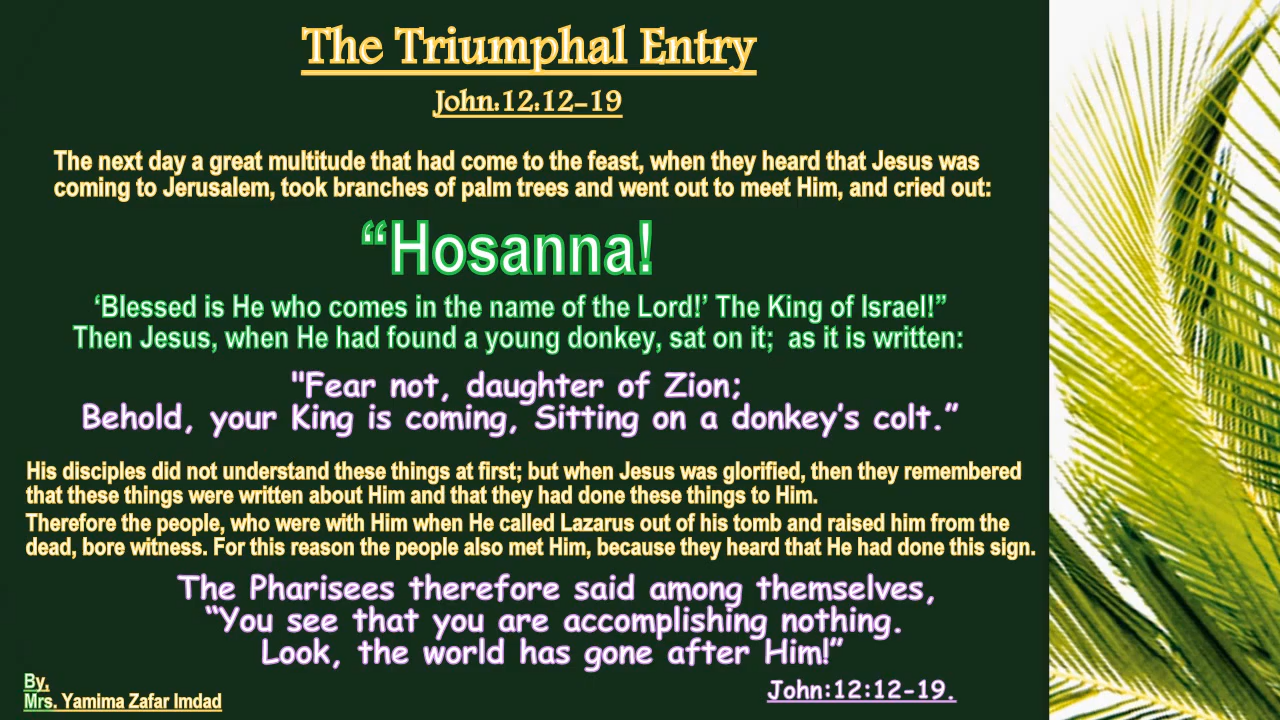 The Triumphal Entry
John:12:12-19
The next day a great multitude that had come to the feast, when they heard that Jesus was
coming to Jerusalem, took branches of palm trees and went out to meet Him, and cried out:
“Hosanna!
‘Blessed is He who comes in the name of the Lord!’ The King of Israel!”
Then Jesus, when He had found a young donkey, sat on it;  as it is written:
"Fear not, daughter of Zion;
Behold, your King is coming, Sitting on a donkey’s colt.”
His disciples did not understand these things at first; but when Jesus was glorified, then they remembered
that these things were written about Him and that they had done these things to Him.
Therefore the people, who were with Him when He called Lazarus out of his tomb and raised him from the
dead, bore witness. For this reason the people also met Him, because they heard that He had done this sign.
The Pharisees therefore said among themselves,
“You see that you are accomplishing nothing.
Look, the world has gone after Him!”
John:12:12-19.
By,
Mrs. Yamima Zafar Imdad